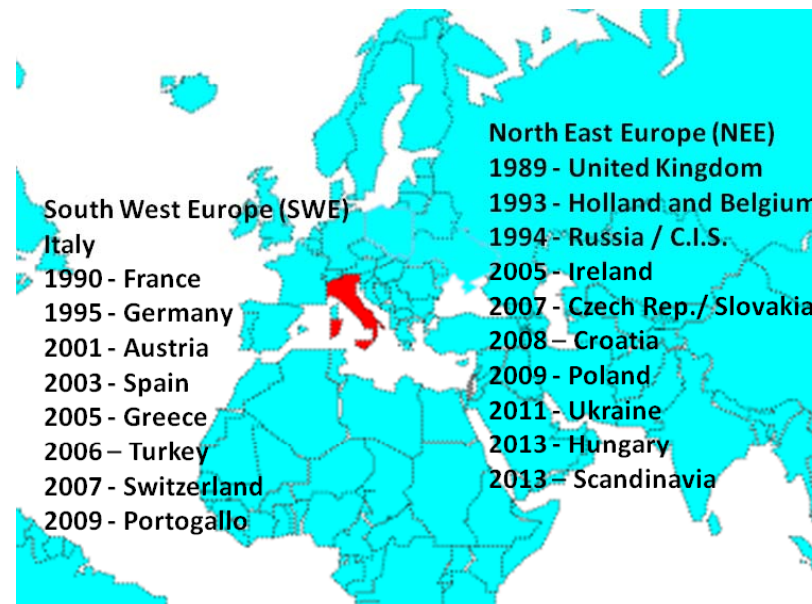 South West Europe (SWE)
Italy
1990 - France
1995 - Germany
2001 - Austria
2003 - Spain
2005 - Greece
2006 – Turkey
2007 - Switzerland
2009 - Portogallo
North East Europe (NEE)
1989 - United Kingdom
1993 - Holland and Belgium
1994 - Russia / C.I.S.
2005 - Ireland
2007 - Czech Rep./ Slovakia
2008 – Croatia
2009 - Poland
2011 - Ukraine
2013 - Hungary
2013 – Scandinavia